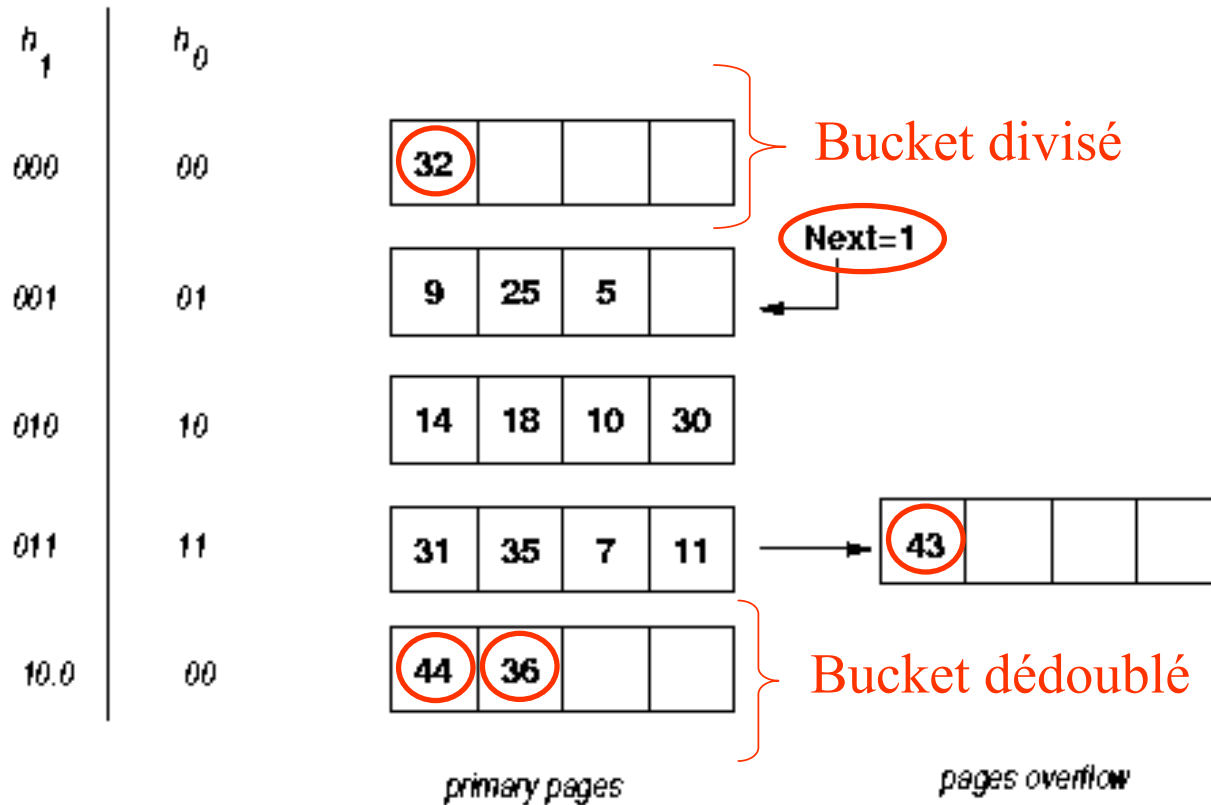 h1 h0
000 00 32 Bucket divisé
Next=1
001 01 9 25 5
010 10 14 18 10 30
011 11 31 35 7 11 43
10.0 00 44 36 Bucket dédoublé
primary pages pages overflow